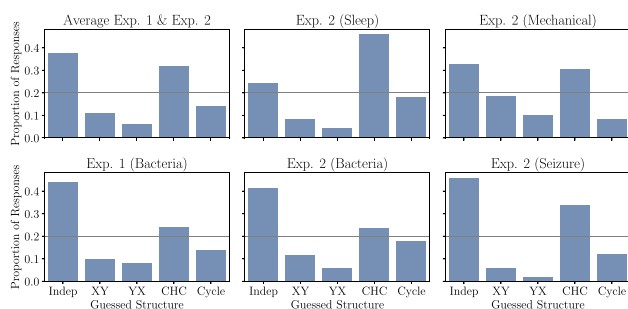 Average Exp. 1 & Exp. 2
Exp. 2 (Sleep)
Exp. 2 (Mechanical)
Proportion of Responses
0.4
0.3
0.2
0.1
0.0
Exp. 1 (Bacteria)
Exp. 2 (Bacteria)
Exp. 2 (Seizure)
Proportion of Responses
0.4
0.3
0.2
0.1
0.0
Indep XY YX CHC Cycle
Guessed Structure
Indep XY YX CHC Cycle
Guessed Structure
Indep XY YX CHC Cycle
Guessed Structure